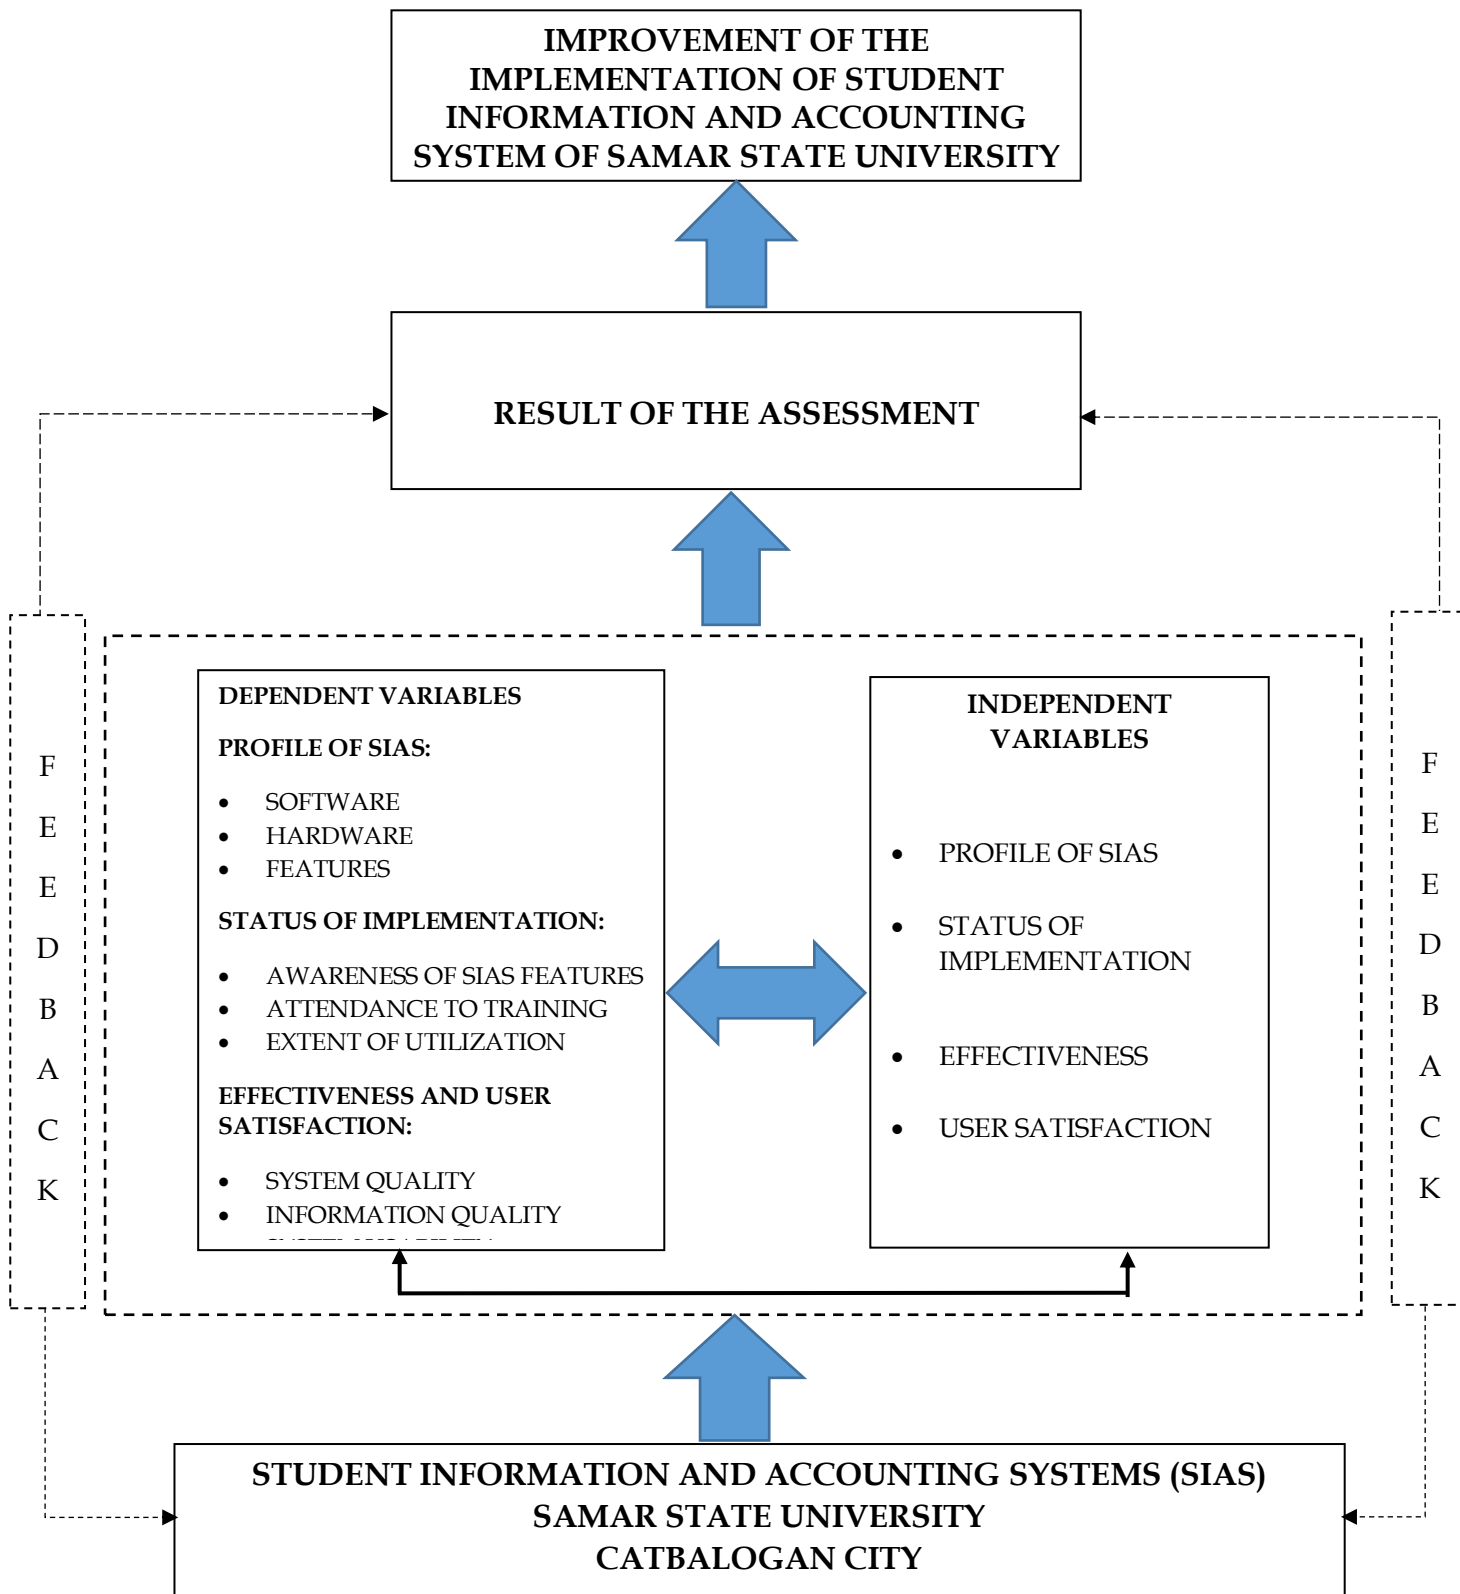 IMPROVEMENT OF THE
IMPLEMENTATION OF STUDENT
INFORMATION AND ACCOUNTING
SYSTEM OF SAMAR STATE UNIVERSITY
RESULT OF THE ASSESSMENT
F
E
E
D
B
A
C
K
DEPENDENT VARIABLES
PROFILE OF SIAS:
• SOFTWARE
• HARDWARE
• FEATURES
STATUS OF IMPLEMENTATION:
• AWARENESS OF SIAS FEATURES
• ATTENDANCE TO TRAINING
• EXTENT OF UTILIZATION
EFFECTIVENESS AND USER
SATISFACTION:
• SYSTEM QUALITY
• INFORMATION QUALITY
INDEPENDENT
VARIABLES
• PROFILE OF SIAS
• STATUS OF
IMPLEMENTATION
• EFFECTIVENESS
• USER SATISFACTION
F
E
E
D
B
A
C
K
STUDENT INFORMATION AND ACCOUNTING SYSTEMS (SIAS)
SAMAR STATE UNIVERSITY
CATBALOGAN CITY